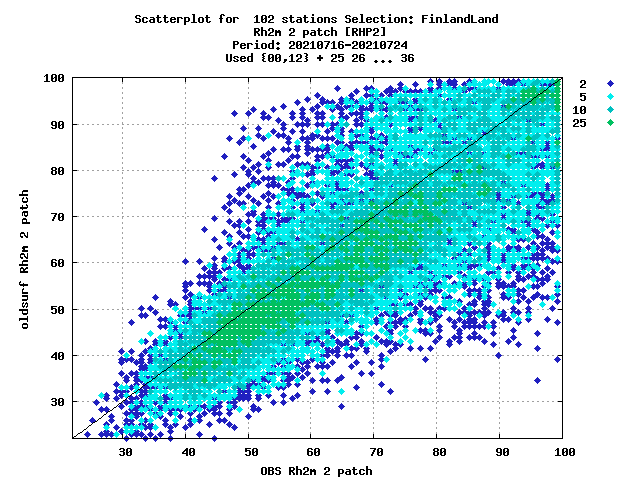 Scatterplot for  102 stations Selection: FinlandLand
Rh2m 2 patch [RHP2]
Period: 20210716-20210724
Used {00,12} + 25 26 ... 36
2
5
10
25
100
90
80
70
60
50
40
30
oldsurf Rh2m 2 patch
30 40 50 60 70 80 90 100
OBS Rh2m 2 patch